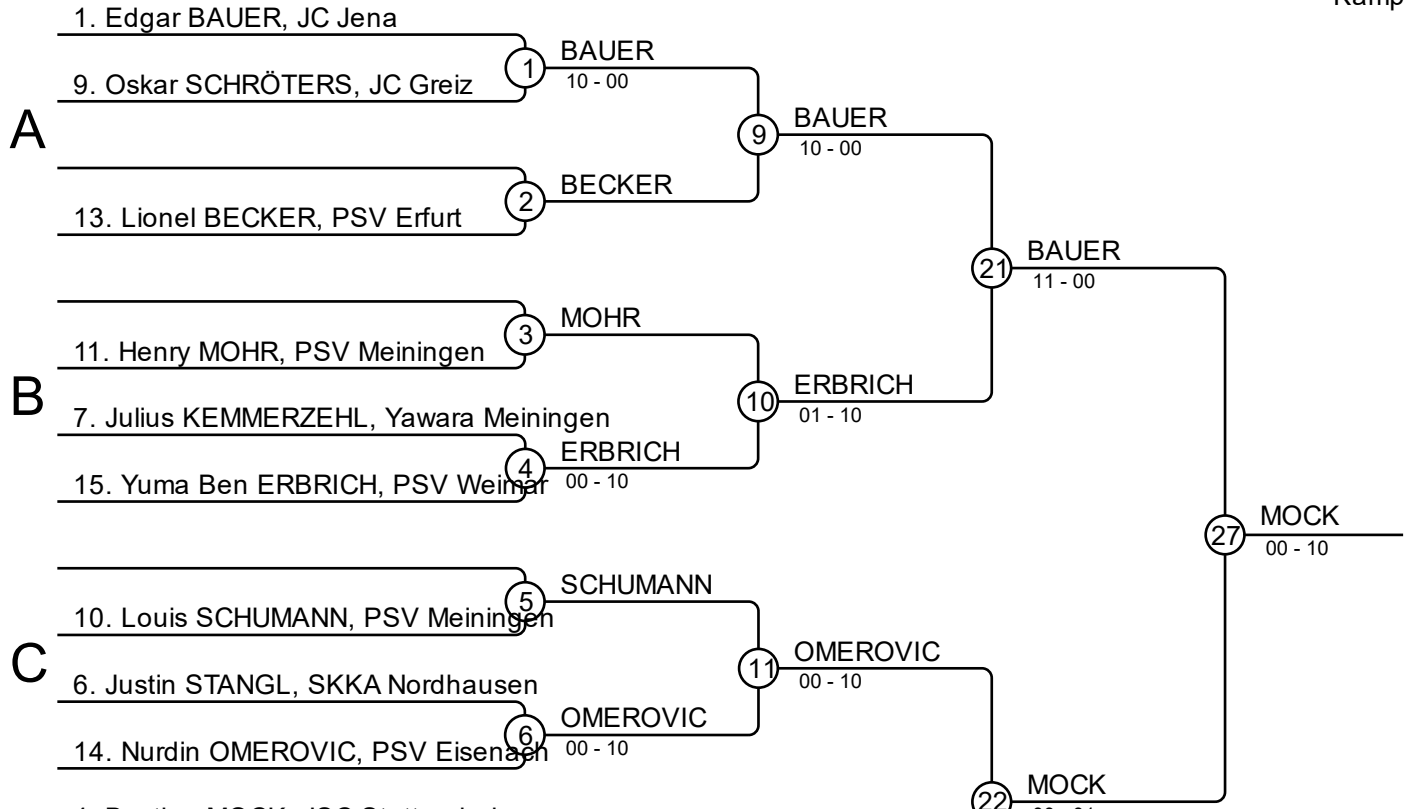 1. Edgar BAUER, JC Jena
1
BAUER
10 - 00
9. Oskar SCHRÖTERS, JC Greiz
A
9
BAUER
10 - 00
2
BECKER
13. Lionel BECKER, PSV Erfurt
21
BAUER
11 - 00
3
MOHR
11. Henry MOHR, PSV Meiningen
B
10
ERBRICH
01 - 10
7. Julius KEMMERZEHL, Yawara Meiningen
4
ERBRICH
00 - 10
15. Yuma Ben ERBRICH, PSV Weimar
27
MOCK
00 - 10
5
SCHUMANN
10. Louis SCHUMANN, PSV Meiningen
C
11
OMEROVIC
00 - 10
6. Justin STANGL, SKKA Nordhausen
6
OMEROVIC
00 - 10
14. Nurdin OMEROVIC, PSV Eisenach
22
MOCK